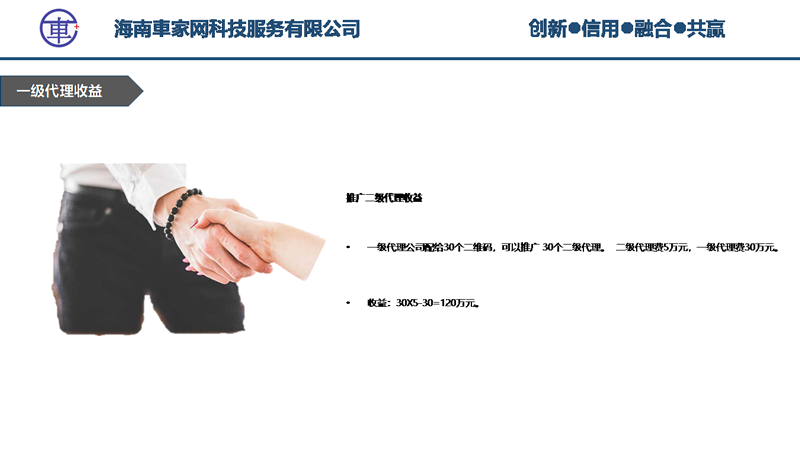 車
海南車家网科技服务有限公司
创新●信用●融合●共赢
一级代理收益
推广二级代理收益
• 一级代理公司配给30个二维码，可以推广 30个二级代理。 二级代理费5万元，一级代理费30万元。
• 收益：30X5-30=120万元。